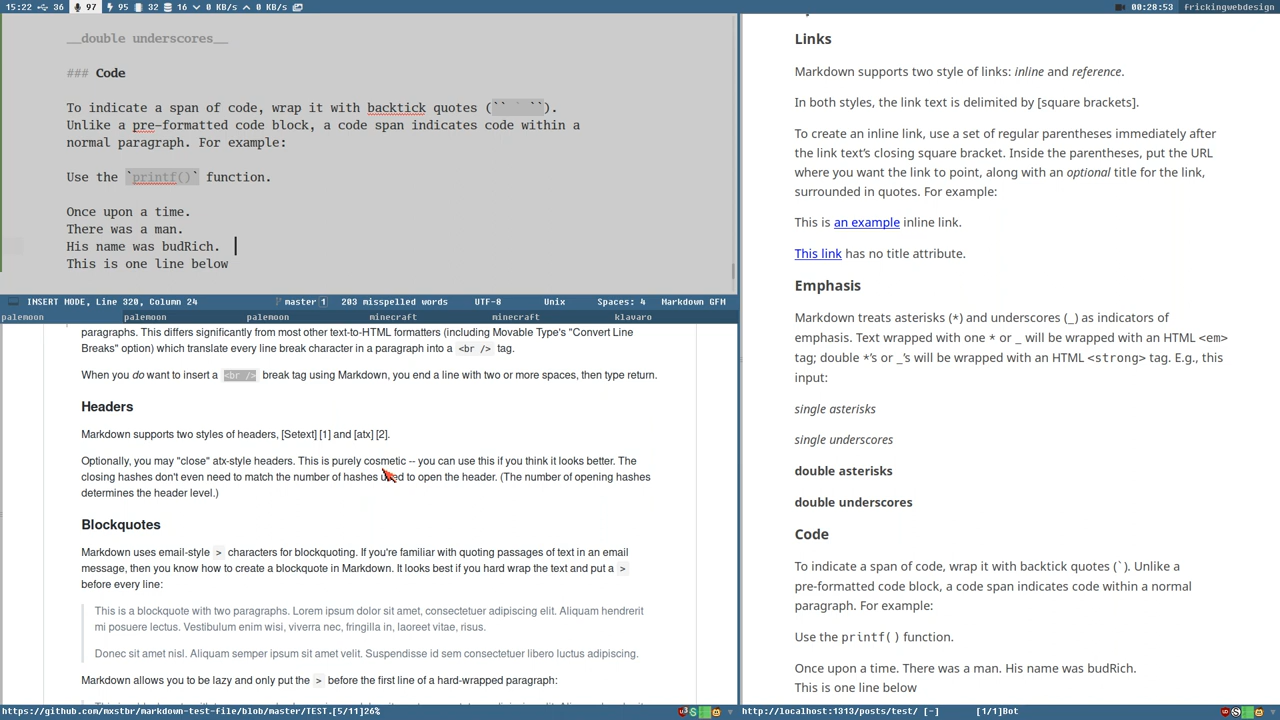 15:22 36 97 95 32 16 0 KB/s 0 KB/s
00:28:53 frickingwebdesign
__double underscores__
### Code
To indicate a span of code, wrap it with backtick quotes (`` ` ``).
Unlike a pre-formatted code block, a code span indicates code within a
normal paragraph. For example:
Use the `printf()` function.
Once upon a time.
There was a man.
His name was budRich.
This is one line below
INSERT MODE, Line 320, Column 24 master 1 203 misspelled words UTF-8 Unix Spaces: 4 Markdown GFM
palemoon palemoon palemoon minecraft minecraft klavaro
paragraphs. This differs significantly from most other text-to-HTML formatters (including Movable Type's "Convert Line
Breaks" option) which translate every line break character in a paragraph into a <br /> tag.
When you do want to insert a <br /> break tag using Markdown, you end a line with two or more spaces, then type return.
Headers
Markdown supports two styles of headers, [Setext] [1] and [atx] [2].
Optionally, you may "close" atx-style headers. This is purely cosmetic -- you can use this if you think it looks better. The
closing hashes don't even need to match the number of hashes used to open the header. (The number of opening hashes
determines the header level.)
Blockquotes
Markdown uses email-style > characters for blockquoting. If you're familiar with quoting passages of text in an email
message, then you know how to create a blockquote in Markdown. It looks best if you hard wrap the text and put a >
before every line:
This is a blockquote with two paragraphs. Lorem ipsum dolor sit amet, consectetuer adipiscing elit. Aliquam hendrerit
mi posuere lectus. Vestibulum enim wisi, viverra nec, fringilla in, laoreet vitae, risus.
Donec sit amet nisl. Aliquam semper ipsum sit amet velit. Suspendisse id sem consectetuer libero luctus adipiscing.
Markdown allows you to be lazy and only put the > before the first line of a hard-wrapped paragraph:
https://github.com/mxstbr/markdown-test-file/blob/master/TEST.[5/11]26%
Links
Markdown supports two style of links: inline and reference.
In both styles, the link text is delimited by [square brackets].
To create an inline link, use a set of regular parentheses immediately after
the link text’s closing square bracket. Inside the parentheses, put the URL
where you want the link to point, along with an optional title for the link,
surrounded in quotes. For example:
This is an example inline link.
This link has no title attribute.
Emphasis
Markdown treats asterisks (*) and underscores (_) as indicators of
emphasis. Text wrapped with one * or _ will be wrapped with an HTML <em>
tag; double *’s or _’s will be wrapped with an HTML <strong> tag. E.g., this
input:
single asterisks
single underscores
double asterisks
double underscores
Code
To indicate a span of code, wrap it with backtick quotes (`). Unlike a
pre-formatted code block, a code span indicates code within a normal
paragraph. For example:
Use the printf() function.
Once upon a time. There was a man. His name was budRich.
This is one line below
http://localhost:1313/posts/test/ [-] [1/1]Bot